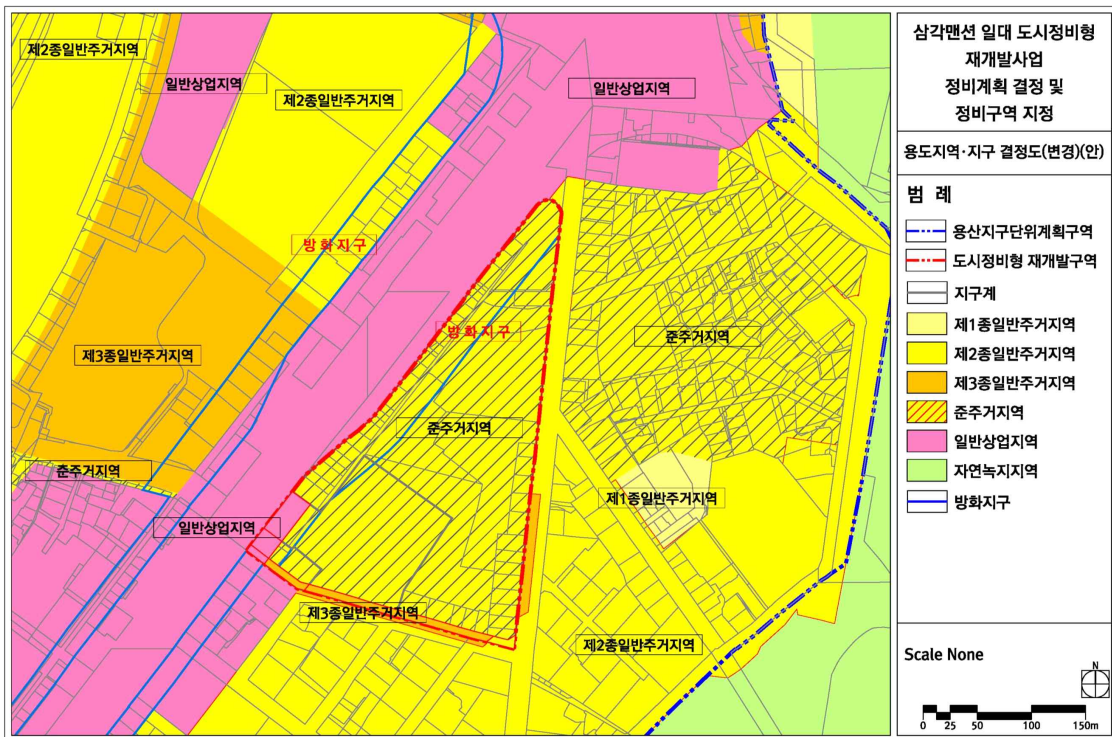 삼각맨션 일대 도시정비형
재개발사업
정비계획 결정 및
정비구역 지정
용도지역·지구 결정도(변경)(안)
범 례
용산지구단위계획구역
도시정비형 재개발구역
지구계
제1종일반주거지역
제2종일반주거지역
제3종일반주거지역
준주거지역
일반상업지역
자연녹지지역
방화지구
Scale None
N
0 25 50 100 150m
제2종일반주거지역
일반상업지역
제2종일반주거지역
일반상업지역
방화지구
방화지구
제3종일반주거지역
준주거지역
준주거지역
준주거지역
제1종일반주거지역
일반상업지역
제3종일반주거지역
제2종일반주거지역